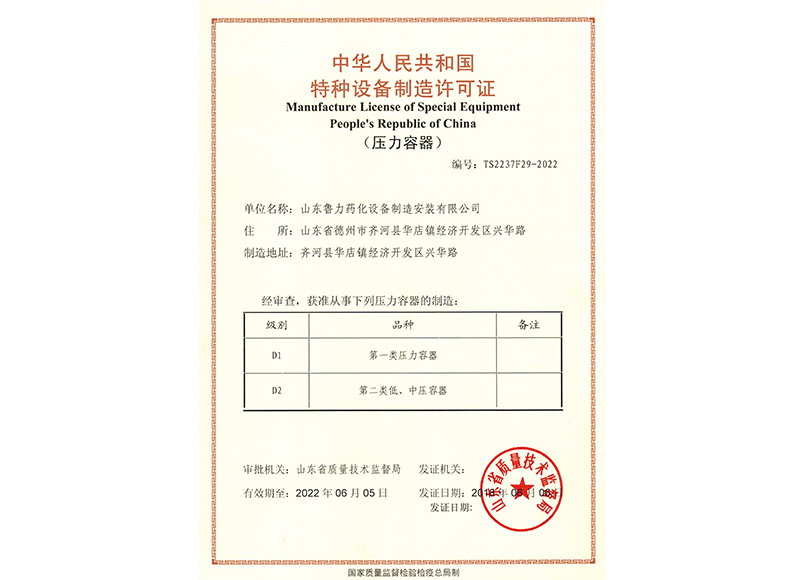 中华人民共和国
特种设备制造许可证
Manufacture License of Special Equipment
People's Republic of China
（压力容器）
编号：TS2237F29-2022
单位名称：山东鲁力药化设备制造安装有限公司
住　　所：山东省德州市齐河县华店镇经济开发区兴华路
制造地址：齐河县华店镇经济开发区兴华路
经审查，获准从事下列压力容器的制造：
级别 品种 备注
D1 第一类压力容器
D2 第二类低、中压容器
审批机关：山东省质量技术监督局 发证机关：
山东省质量技术监督局
有效期至：2022 年 06 月 05 日 发证日期：2018 年 06 月 06 日
发证日期:
国家质量监督检验检疫总局制